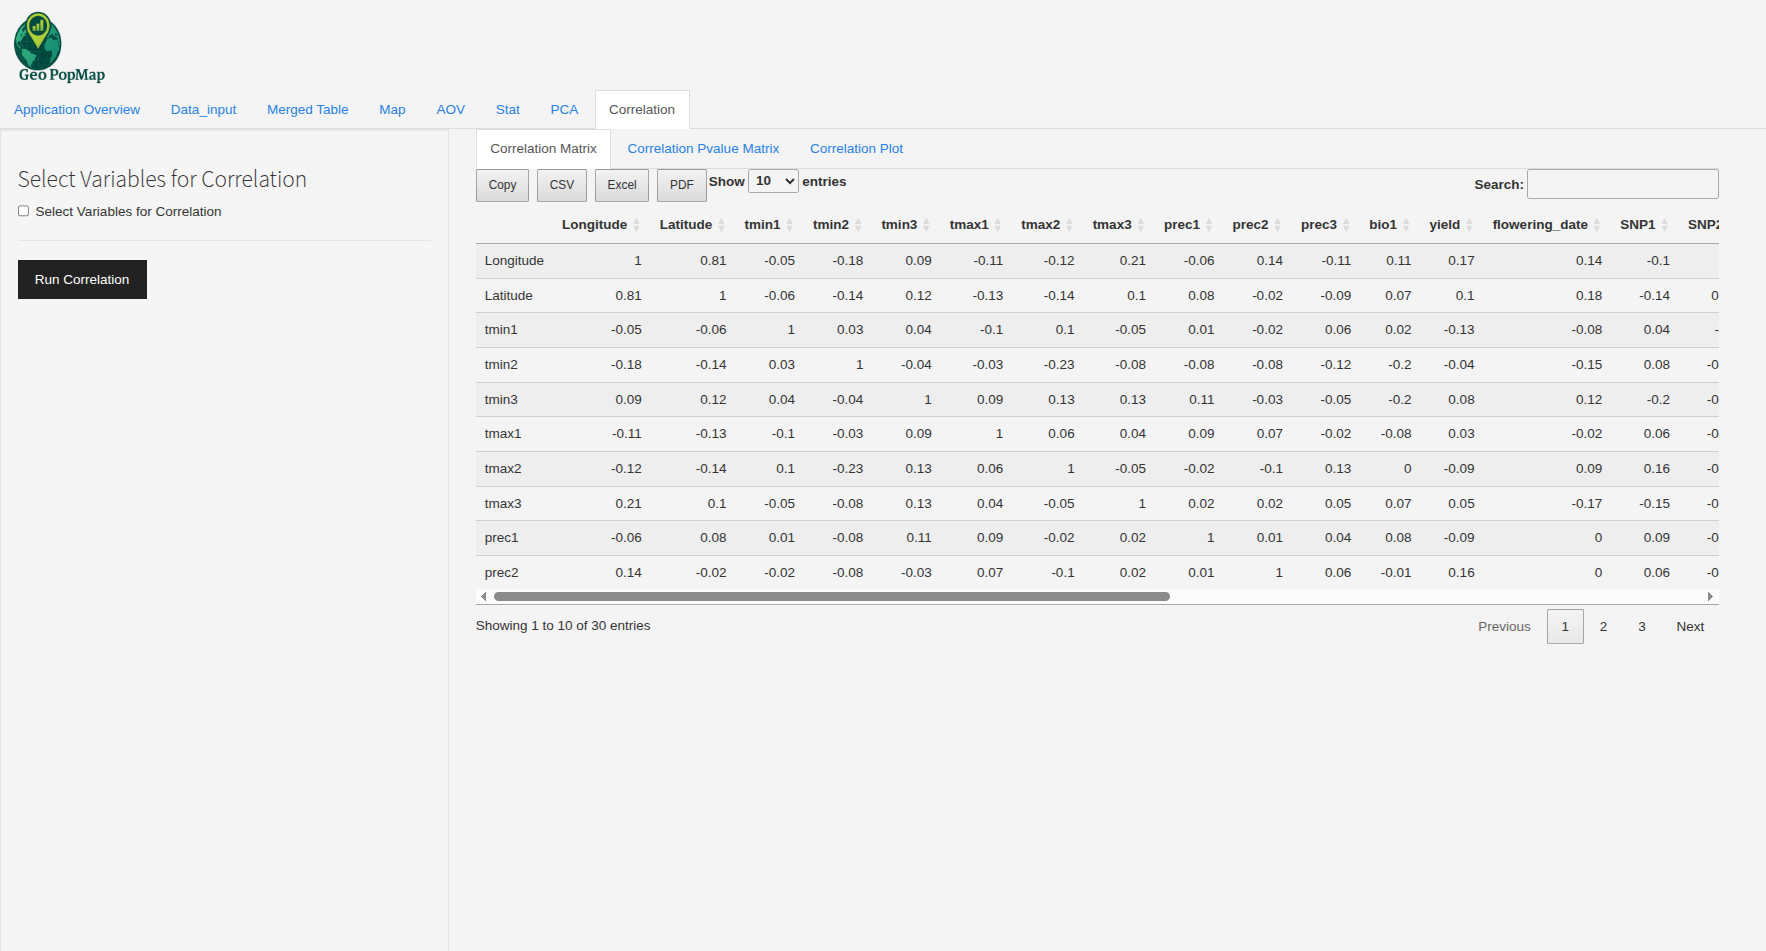 Geo PopMap
Application Overview Data_input Merged Table Map AOV Stat PCA Correlation
Select Variables for Correlation
Select Variables for Correlation
Run Correlation
Correlation Matrix Correlation Pvalue Matrix Correlation Plot
Copy CSV Excel PDF Show 10 entries Search:
Longitude Latitude tmin1 tmin2 tmin3 tmax1 tmax2 tmax3 prec1 prec2 prec3 bio1 yield flowering_date SNP1 SNP2
Longitude 1 0.81 -0.05 -0.18 0.09 -0.11 -0.12 0.21 -0.06 0.14 -0.11 0.11 0.17 0.14 -0.1
Latitude 0.81 1 -0.06 -0.14 0.12 -0.13 -0.14 0.1 0.08 -0.02 -0.09 0.07 0.1 0.18 -0.14 0
tmin1 -0.05 -0.06 1 0.03 0.04 -0.1 0.1 -0.05 0.01 -0.02 0.06 0.02 -0.13 -0.08 0.04 -
tmin2 -0.18 -0.14 0.03 1 -0.04 -0.03 -0.23 -0.08 -0.08 -0.08 -0.12 -0.2 -0.04 -0.15 0.08 -0
tmin3 0.09 0.12 0.04 -0.04 1 0.09 0.13 0.13 0.11 -0.03 -0.05 -0.2 0.08 0.12 -0.2 -0
tmax1 -0.11 -0.13 -0.1 -0.03 0.09 1 0.06 0.04 0.09 0.07 -0.02 -0.08 0.03 -0.02 0.06 -0
tmax2 -0.12 -0.14 0.1 -0.23 0.13 0.06 1 -0.05 -0.02 -0.1 0.13 0 -0.09 0.09 0.16 -0
tmax3 0.21 0.1 -0.05 -0.08 0.13 0.04 -0.05 1 0.02 0.02 0.05 0.07 0.05 -0.17 -0.15 -0
prec1 -0.06 0.08 0.01 -0.08 0.11 0.09 -0.02 0.02 1 0.01 0.04 0.08 -0.09 0 0.09 -0
prec2 0.14 -0.02 -0.02 -0.08 -0.03 0.07 -0.1 0.02 0.01 1 0.06 -0.01 0.16 0 0.06 -0
Showing 1 to 10 of 30 entries Previous 1 2 3 Next